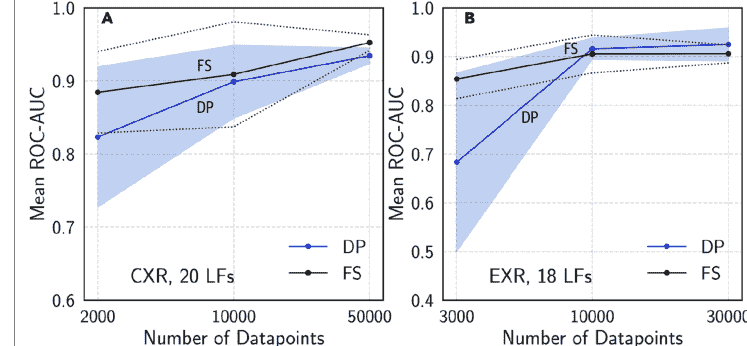 A
1.0
0.9
0.8
0.7
0.6
Mean ROC-AUC
FS
DP
DP
FS
CXR, 20 LFs
2000
10000
50000
Number of Datapoints
B
1.0
0.9
0.8
0.7
0.6
0.5
0.4
Mean ROC-AUC
FS
DP
DP
FS
EXR, 18 LFs
3000
10000
30000
Number of Datapoints